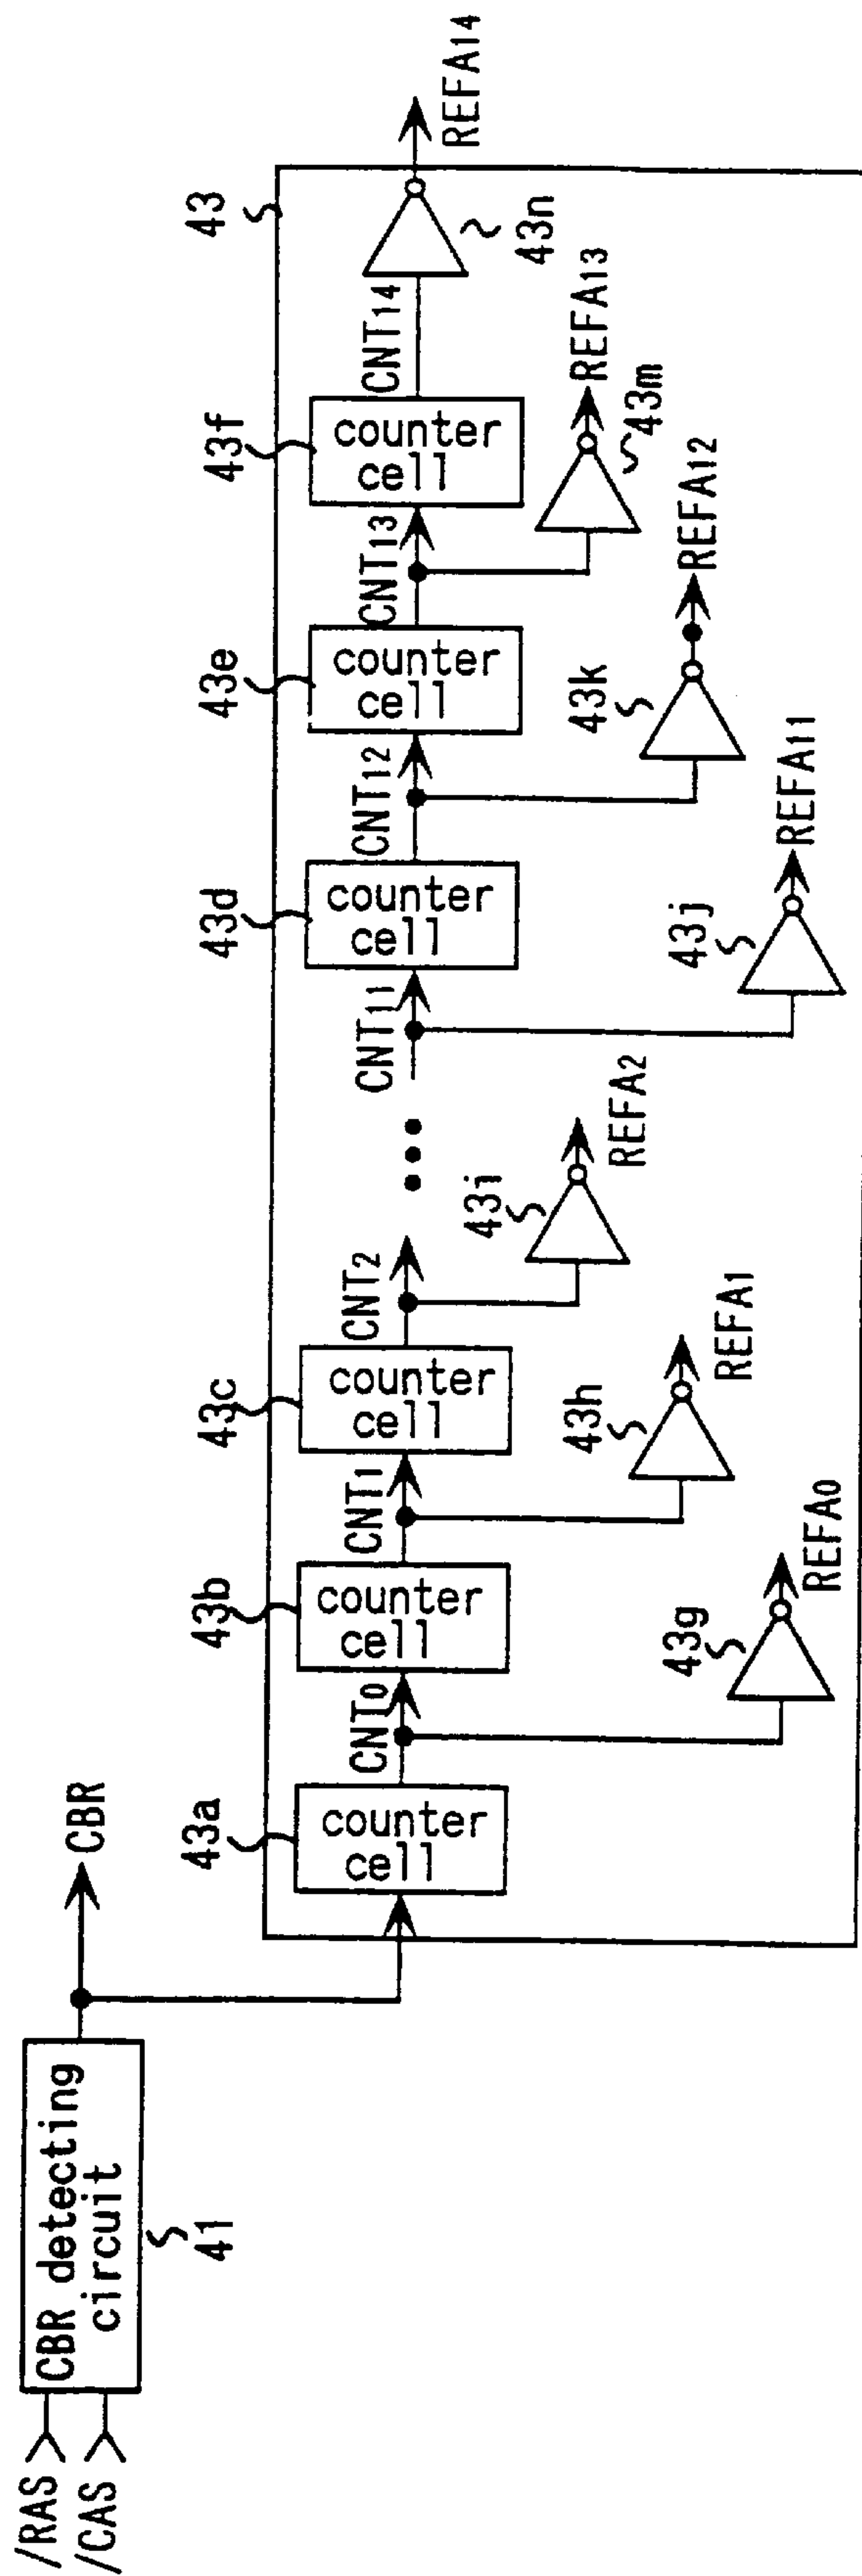 /RAS
/CAS
CBR detecting
circuit
41
CBR
43
43a
counter
cell
CNT0
43b
counter
cell
CNT1
43c
counter
cell
CNT2
CNT11
43d
counter
cell
CNT12
43e
counter
cell
CNT13
43f
counter
cell
CNT14
43n
REFA14
43g
REFA0
43h
REFA1
43i
REFA2
43j
REFA11
43k
REFA12
43m
REFA13